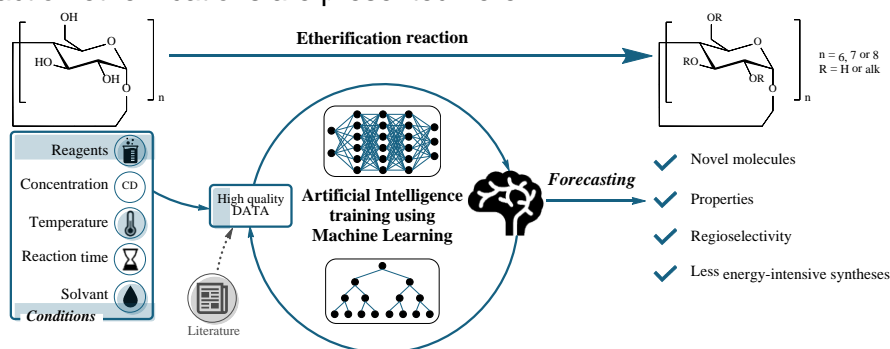 OH
O
HO
OH
O
n
Etherification reaction
OR
O
RO
OR
O
n
n = 6, 7 or 8
R = H or alk
Reagents
Concentration
CD
Temperature
Reaction time
Solvant
Conditions
High quality
DATA
Literature
Artificial Intelligence
training using
Machine Learning
Forecasting
Novel molecules
Properties
Regioselectivity
Less energy-intensive syntheses